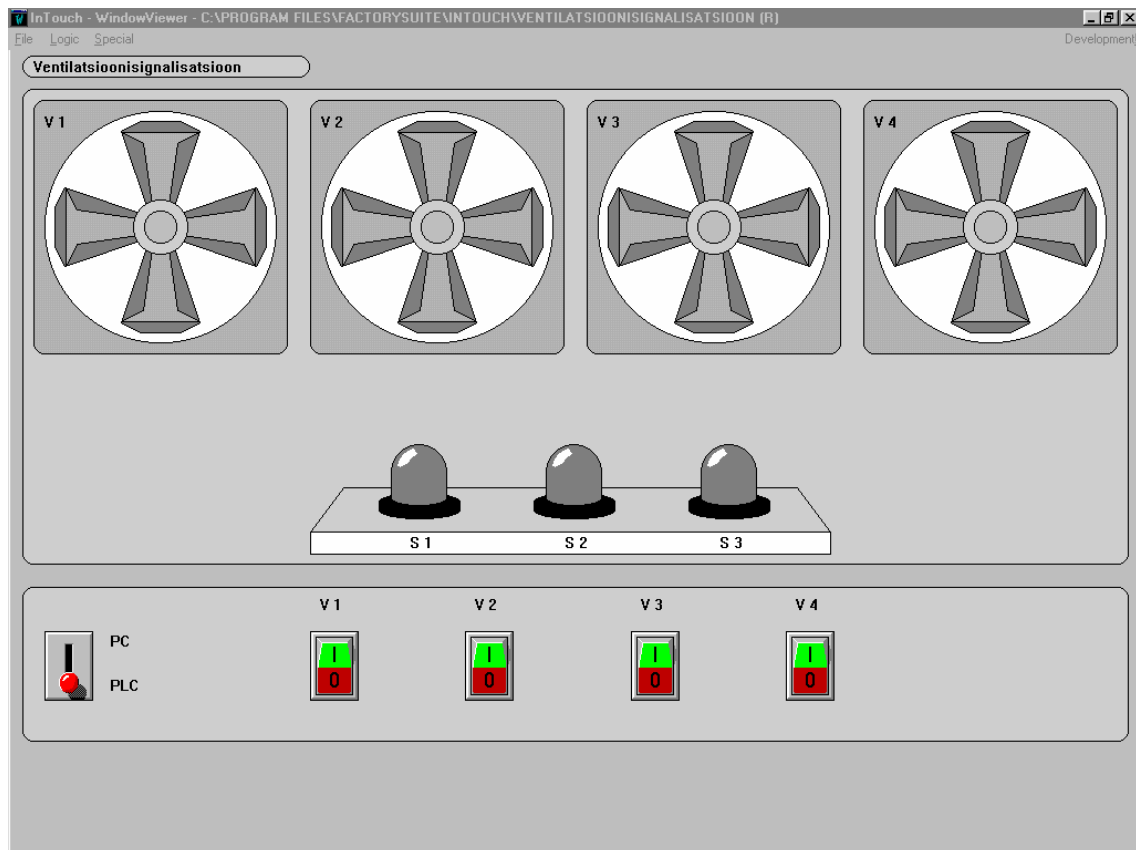 InTouch - WindowViewer - C:\PROGRAM FILES\FACTORYSUITE\INTOUCH\VENTILATSIOONISIGNALISATSIOON (R)
File Logic Special Development!
Ventilatsioonisignalisatsioon
V 1 V 2 V 3 V 4
S 1 S 2 S 3
V 1 V 2 V 3 V 4
PC
I I I I
PLC
0 0 0 0